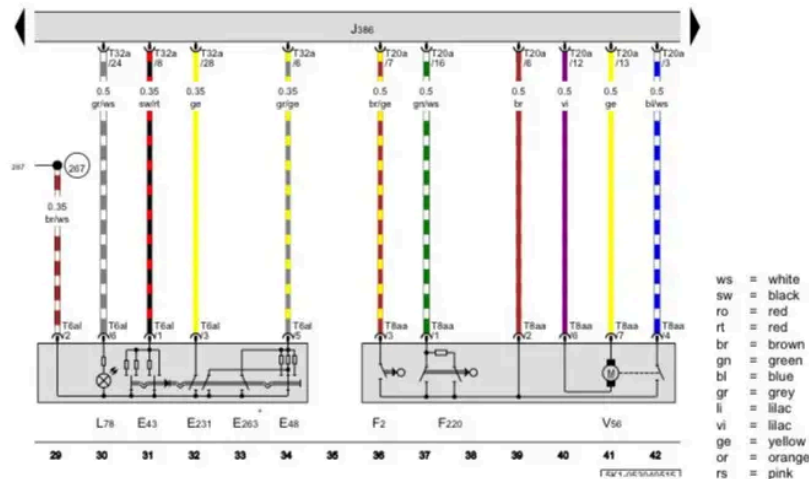 J386
T32a T32a T32a T32a T20a T20a T20a T20a T20a T20a
/24 /8 /28 /6 /7 /16 /6 /12 /13 /3
0.5 0.35 0.35 0.35 0.5 0.5 0.5 0.5 0.5 0.5
gr/ws sw/rt ge gr/ge br/ge gn/ws br vi ge bl/ws
267 267
0.35
br/ws
T6al T6al T6al T6al T6al T8aa T8aa T8aa T8aa T8aa T8aa
/2 /6 /1 /3 /5 /3 /1 /2 /6 /7 /4
M
L78 E43 E231 E263 * E48 F2 F220 V56
29 30 31 32 33 34 35 36 37 38 39 40 41 42
ws = white
sw = black
ro = red
rt = red
br = brown
gn = green
bl = blue
gr = grey
li = lilac
vi = lilac
ge = yellow
or = orange
rs = pink